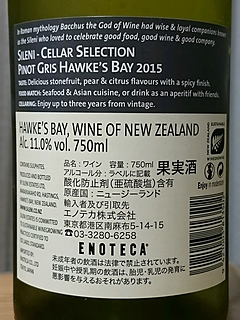 In Roman mythology Bacchus the God of Wine had wise & loyal companions known
as the Sileni who loved to celebrate good food, good wine & good company.
SILENI - CELLAR SELECTION
PINOT GRIS HAWKE'S BAY 2015
TASTE: Delicious stonefruit, pear & citrus flavours with a spicy finish.
FOOD MATCH: Seafood & Asian cuisine, or drink as an aperitif with friends.
CELLARING: Enjoy up to three years from vintage.
HAWKE'S BAY, WINE OF NEW ZEALAND
Alc. 11.0% vol. 750ml
CONTAINS SULPHITES.
PRODUCED AND BOTTLED
品目:ワイン 容量:750ml 果実酒
アルコール分:ラベルに記載
酸化防止剤(亜硫酸塩)含有
原産国:ニュージーランド
輸入者及び引取先
エノテカ株式会社
東京都港区南麻布5-14-15
☎03-3280-6258
ENOTECA®
未成年者の飲酒は法律で禁止されています。
妊娠中や授乳期の飲酒は、胎児・乳児の発育に
悪影響を与えるおそれがあります。
Enjoy in moderation